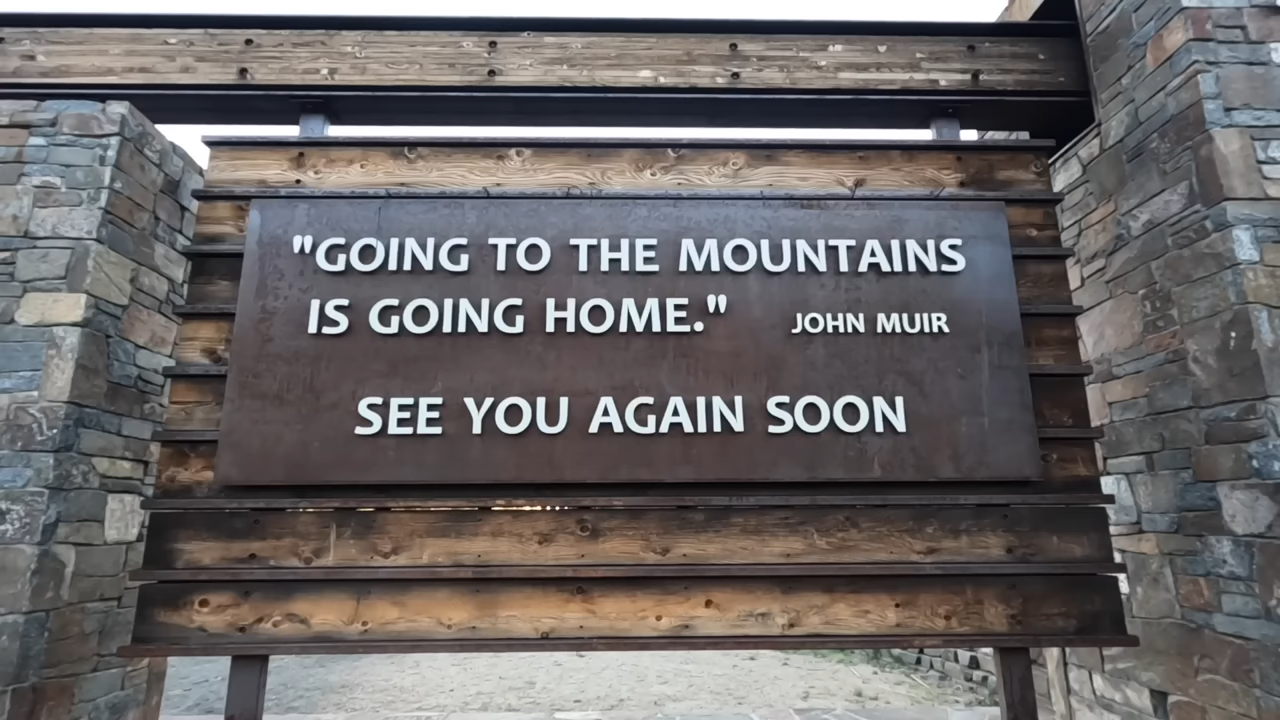 "GOING TO THE MOUNTAINS
IS GOING HOME." JOHN MUIR
SEE YOU AGAIN SOON